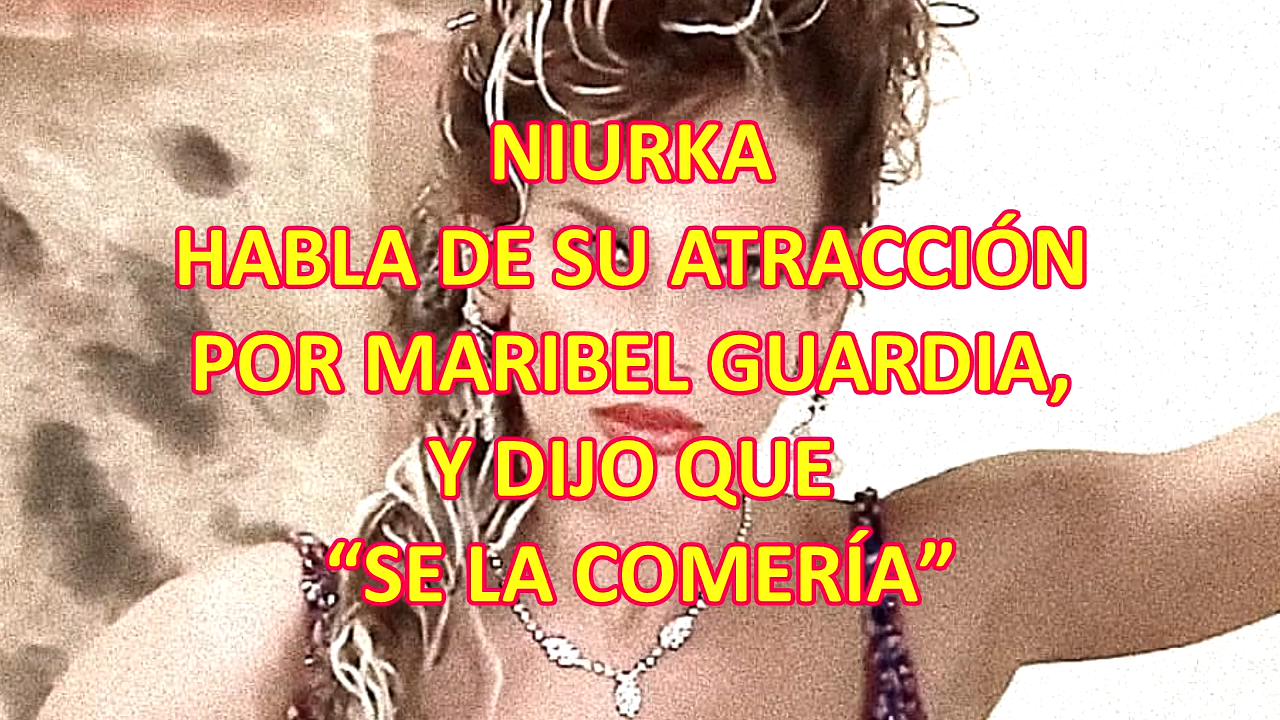 NIURKA
HABLA DE SU ATRACCIÓN
POR MARIBEL GUARDIA,
Y DIJO QUE
“SE LA COMERÍA”